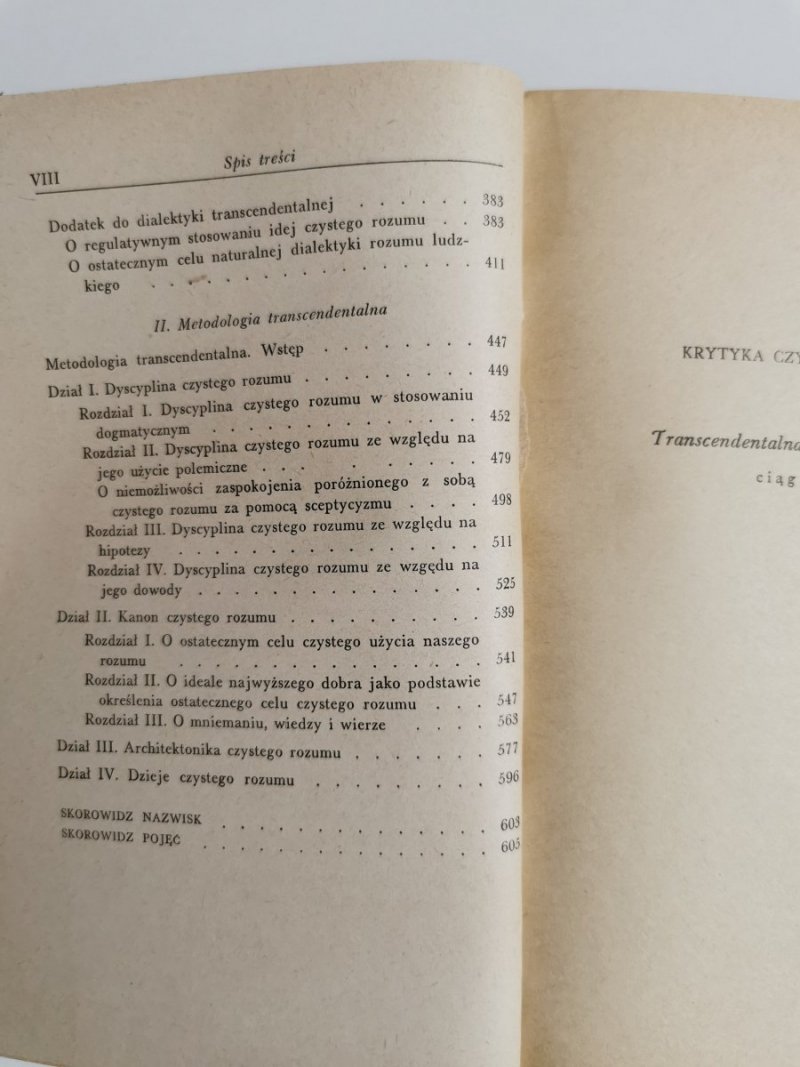 VIII
Spis treści
Dodatek do dialektyki transcendentalnej . . . . . . 383
O regulatywnym stosowaniu idej czystego rozumu . . 383
O ostatecznym celu naturalnej dialektyki rozumu ludz-
kiego . . . . . . . . . . . . . . . 411
II. Metodologia transcendentalna
Metodologia transcendentalna. Wstęp . . . . . . . . 447
Dział I. Dyscyplina czystego rozumu . . . . . . . . . 449
Rozdział I. Dyscyplina czystego rozumu w stosowaniu
dogmatycznym . . . . . . . . . . . . . 452
Rozdział II. Dyscyplina czystego rozumu ze względu na
jego użycie polemiczne . . . . . . . . . 479
O niemożliwości zaspokojenia poróżnionego z sobą
czystego rozumu za pomocą sceptycyzmu . . . . 498
Rozdział III. Dyscyplina czystego rozumu ze względu na
hipotezy . . . . . . . . . . . . . . . 511
Rozdział IV. Dyscyplina czystego rozumu ze wzgędu na
jego dowody . . . . . . . . . . . . . . 525
Dział II. Kanon czystego rozumu . . . . . . . . . . 539
Rozdział I. O ostatecznym celu czystego użycia naszego
rozumu . . . . . . . . . . . . . . . 541
Rozdział II. O ideale najwyższego dobra jako podstawie
określenia ostatecznego celu czystego rozumu . . . 547
Rozdział III. O mniemaniu, wiedzy i wierze . . . . 563
Dział III. Architektonika czystego rozumu . . . . . . . 577
Dział IV. Dzieje czystego rozumu . . . . . . . . . 596
SKOROWIDZ NAZWISK . . . . . . . . . . . . . 603
SKOROWIDZ POJĘĆ . . . . . . . . . . . . . . 605
KRYTYKA CZY
Transcendentalna
ciąg